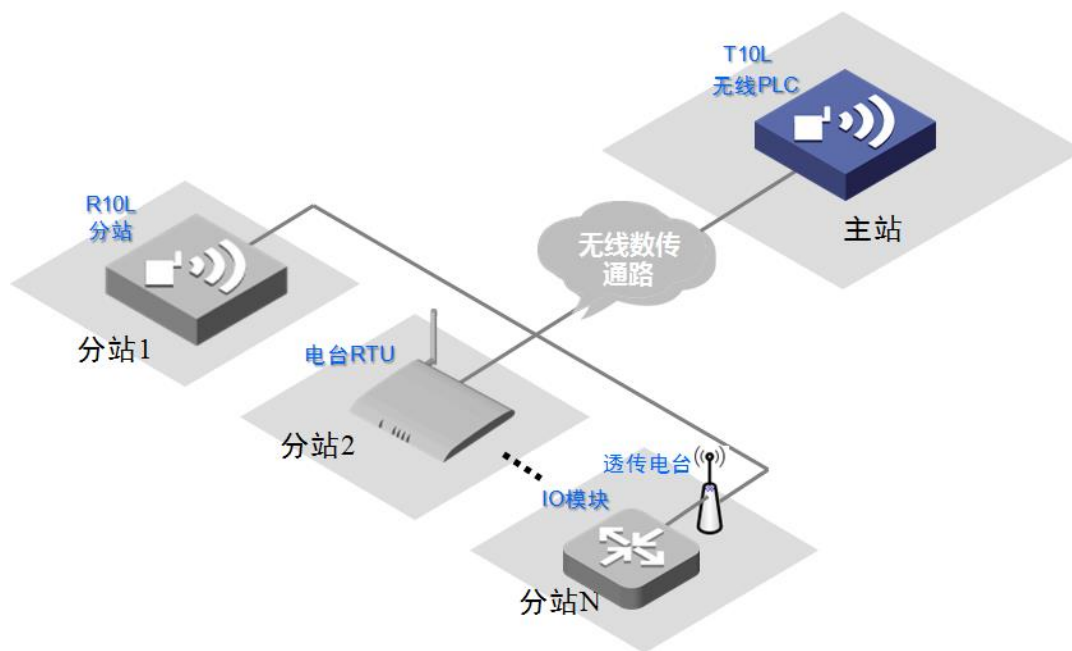 T10L
无线PLC
主站
R10L
分站
分站1
无线数传
通路
电台RTU
分站2
透传电台
IO模块
分站N